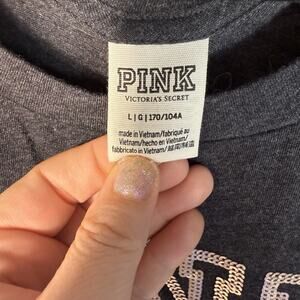 PINK
VICTORIA'S SECRET
L | G | 170/104A
made in Vietnam/fabriqué au
Vietnam/hecho en Vietnam/
fabbricato in Vietnam/越南制造